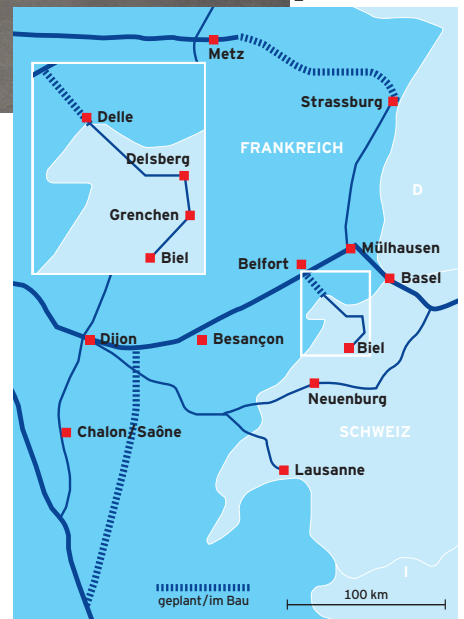 Metz
Strassburg
Delle
FRANKREICH
Delsberg
D
Grenchen
Mülhausen
Biel
Belfort
Basel
Dijon
Besançon
Biel
Neuenburg
Chalon/Saône
SCHWEIZ
Lausanne
I
geplant/im Bau
100 km